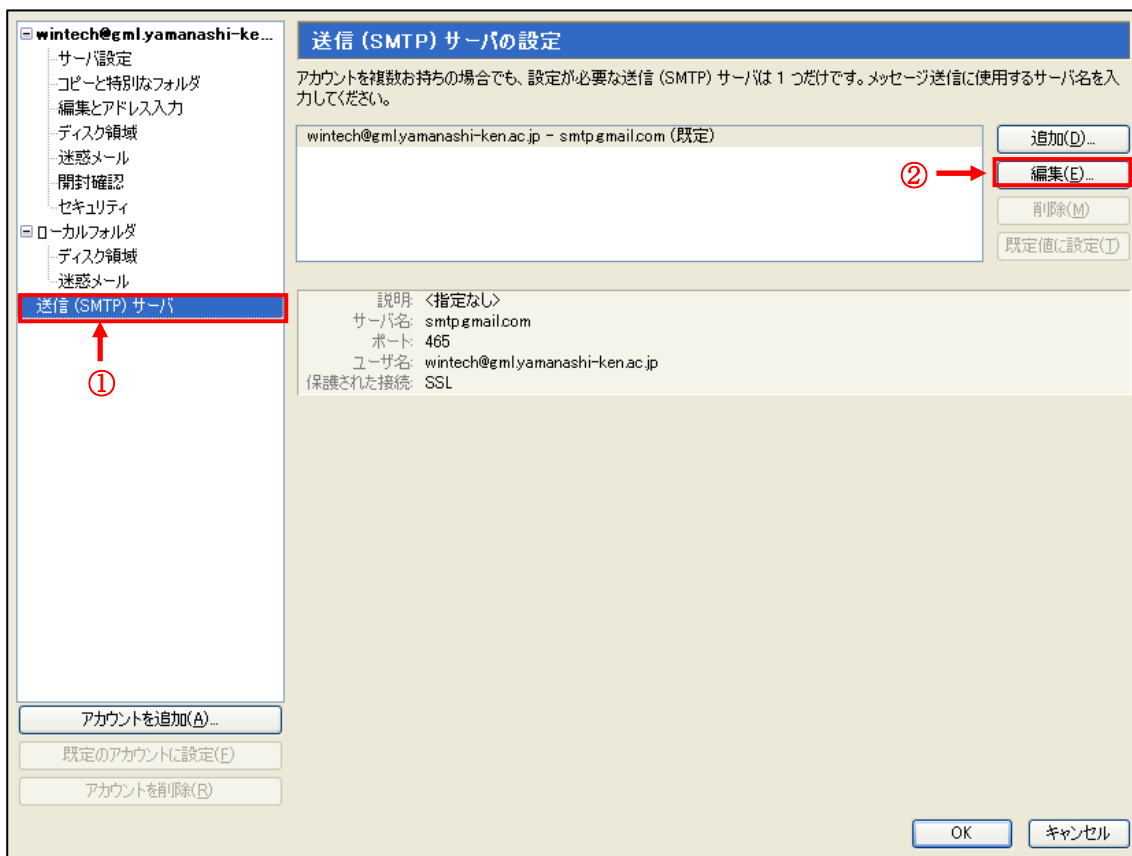 wintech@gml.yamanashi-ke...
サーバ設定
コピーと特別なフォルダ
編集とアドレス入力
ディスク領域
迷惑メール
開封確認
セキュリティ
ローカルフォルダ
ディスク領域
迷惑メール
送信 (SMTP) サーバ
①
アカウントを追加(A)...
既定のアカウントに設定(F)
アカウントを削除(R)
送信 (SMTP) サーバの設定
アカウントを複数お持ちの場合でも、設定が必要な送信 (SMTP) サーバは 1 つだけです。メッセージ送信に使用するサーバ名を入
力してください。
wintech@gml.yamanashi-ken.ac.jp - smtp.gmail.com (既定)
追加(D)...
② 編集(E)...
削除(M)
既定値に設定(T)
説明: <指定なし>
サーバ名: smtp.gmail.com
ポート: 465
ユーザ名: wintech@gml.yamanashi-ken.ac.jp
保護された接続: SSL
OK
キャンセル